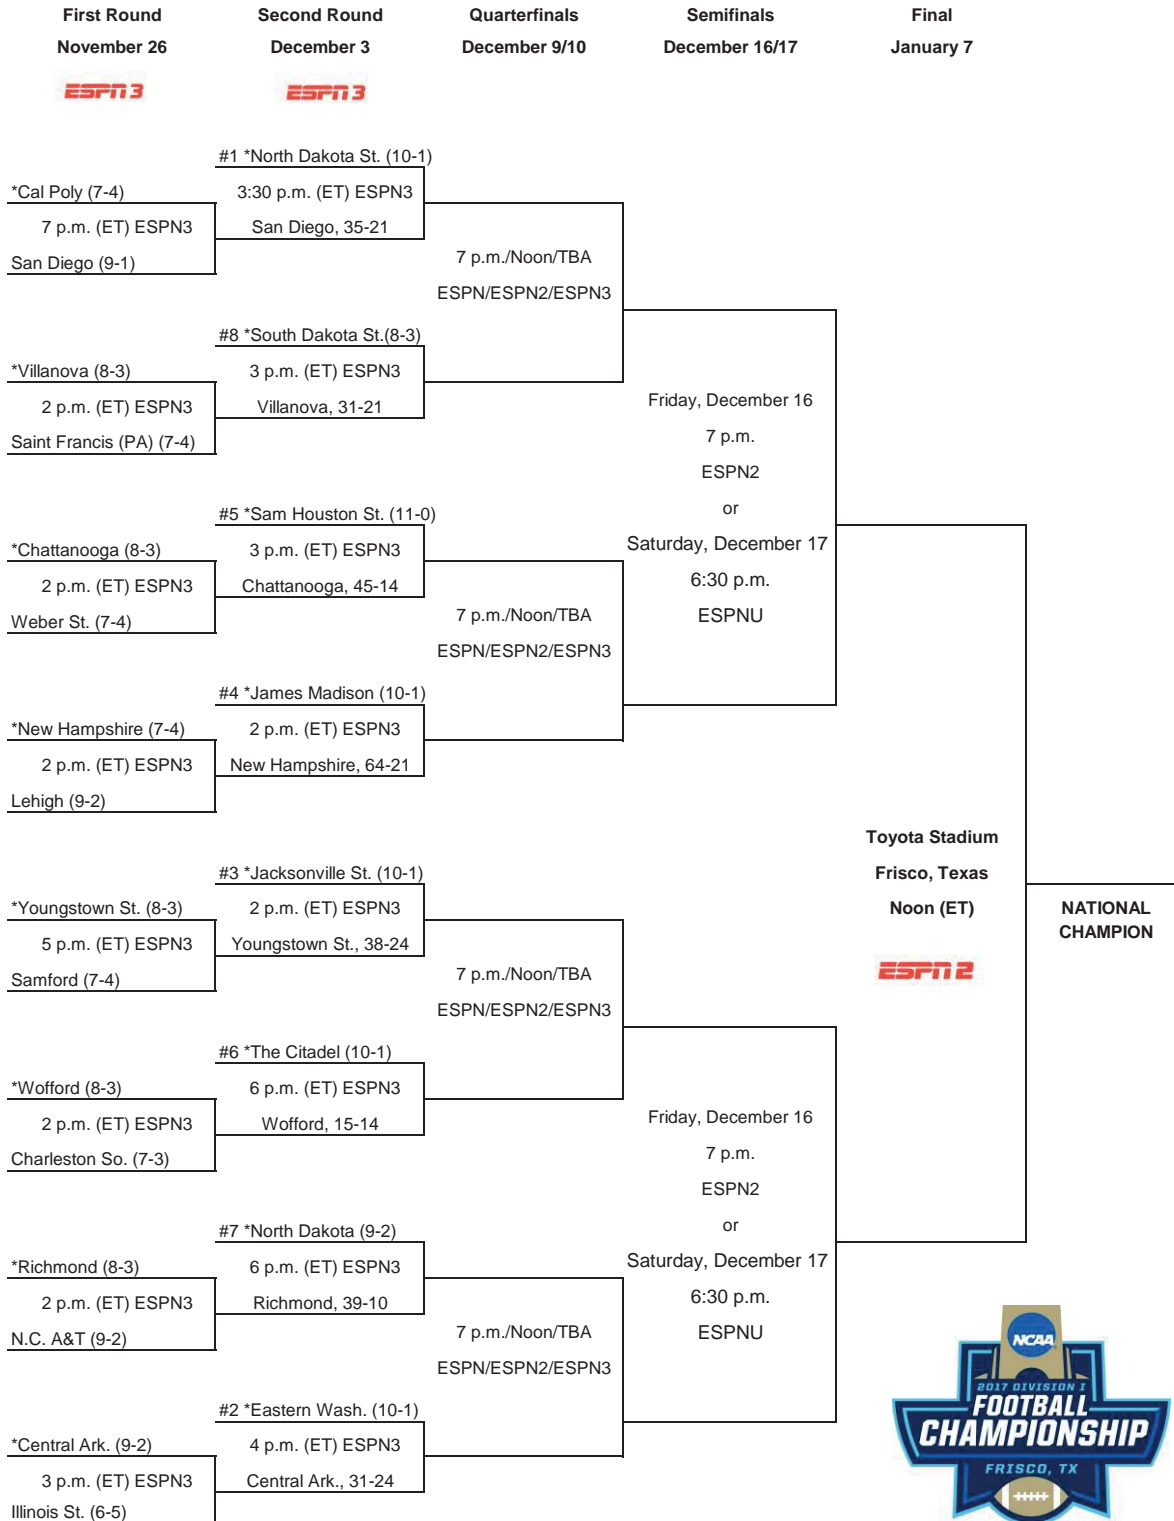 First Round Second Round Quarterfinals Semifinals Final
November 26 December 3 December 9/10 December 16/17 January 7
ESPN3 ESPN3
#1 *North Dakota St. (10-1)
*Cal Poly (7-4) 3:30 p.m. (ET) ESPN3
7 p.m. (ET) ESPN3 San Diego, 35-21
San Diego (9-1) 7 p.m./Noon/TBA
ESPN/ESPN2/ESPN3
#8 *South Dakota St.(8-3)
*Villanova (8-3) 3 p.m. (ET) ESPN3
2 p.m. (ET) ESPN3 Villanova, 31-21 Friday, December 16
Saint Francis (PA) (7-4) 7 p.m.
ESPN2
#5 *Sam Houston St. (11-0) or
*Chattanooga (8-3) 3 p.m. (ET) ESPN3 Saturday, December 17
2 p.m. (ET) ESPN3 Chattanooga, 45-14 6:30 p.m.
Weber St. (7-4) 7 p.m./Noon/TBA ESPNU
ESPN/ESPN2/ESPN3
#4 *James Madison (10-1)
*New Hampshire (7-4) 2 p.m. (ET) ESPN3
2 p.m. (ET) ESPN3 New Hampshire, 64-21
Lehigh (9-2)
Toyota Stadium
#3 *Jacksonville St. (10-1) Frisco, Texas
*Youngstown St. (8-3) 2 p.m. (ET) ESPN3 Noon (ET) NATIONAL
CHAMPION
5 p.m. (ET) ESPN3 Youngstown St., 38-24
Samford (7-4) 7 p.m./Noon/TBA ESPN2
ESPN/ESPN2/ESPN3
#6 *The Citadel (10-1)
*Wofford (8-3) 6 p.m. (ET) ESPN3
2 p.m. (ET) ESPN3 Wofford, 15-14 Friday, December 16
Charleston So. (7-3) 7 p.m.
ESPN2
#7 *North Dakota (9-2) or
*Richmond (8-3) 6 p.m. (ET) ESPN3 Saturday, December 17
2 p.m. (ET) ESPN3 Richmond, 39-10 6:30 p.m.
N.C. A&T (9-2) 7 p.m./Noon/TBA ESPNU
ESPN/ESPN2/ESPN3
#2 *Eastern Wash. (10-1)
*Central Ark. (9-2) 4 p.m. (ET) ESPN3
3 p.m. (ET) ESPN3 Central Ark., 31-24
Illinois St. (6-5)
NCAA
2017 DIVISION I
FOOTBALL
CHAMPIONSHIP
FRISCO, TX